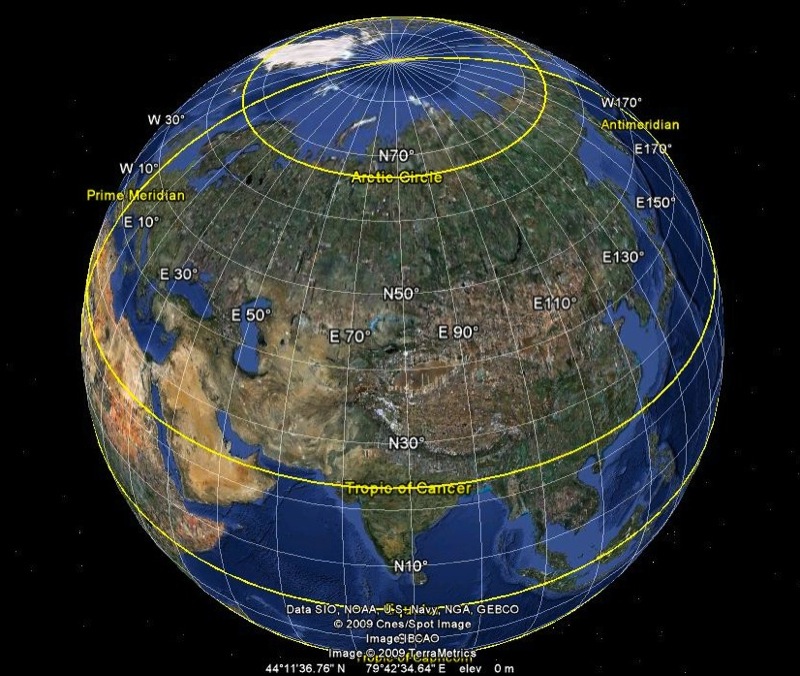 W170°
W 30°
Antimeridian
E170°
N70°
W 10°
Arctic Circle
Prime Meridian
E150°
E 10°
E130°
E 30°
N50°
E110°
E 50°
E 90°
E 70°
N30°
Tropic of Cancer
N10°
Data SIO, NOAA, U.S. Navy, NGA, GEBCO
© 2009 Cnes/Spot Image
Image IBCAO
Image © 2009 TerraMetrics
Tropic of Capricorn
44°11'36.76" N 79°42'34.64" E elev 0 m